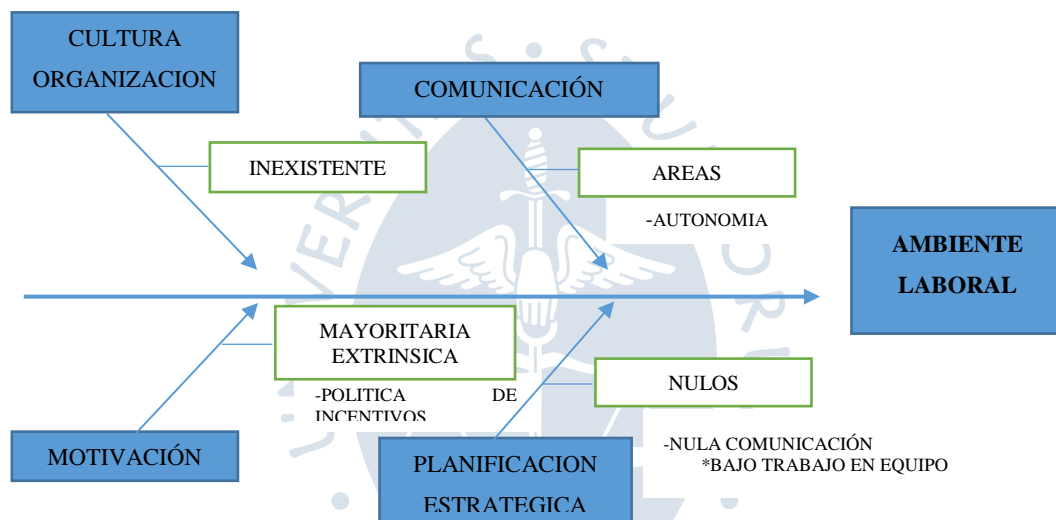 CULTURA
ORGANIZACION
COMUNICACIÓN
INEXISTENTE
AREAS
-AUTONOMIA
AMBIENTE
LABORAL
MAYORITARIA
EXTRINSICA
-POLITICA DE
INCENTIVOS
NULOS
MOTIVACIÓN
PLANIFICACION
ESTRATEGICA
-NULA COMUNICACIÓN
*BAJO TRABAJO EN EQUIPO